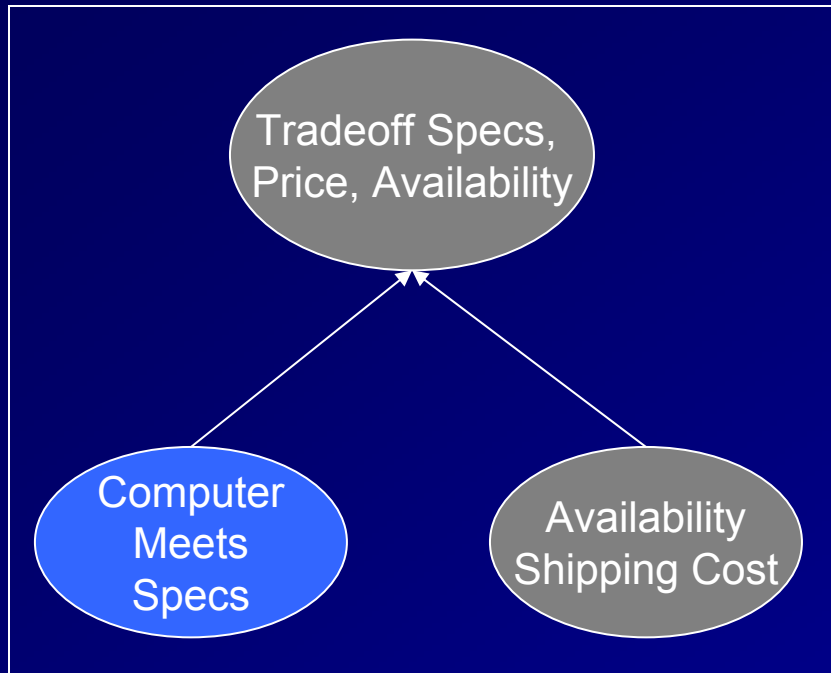 Tradeoff Specs,
Price, Availability
Computer
Meets
Specs
Availability
Shipping Cost